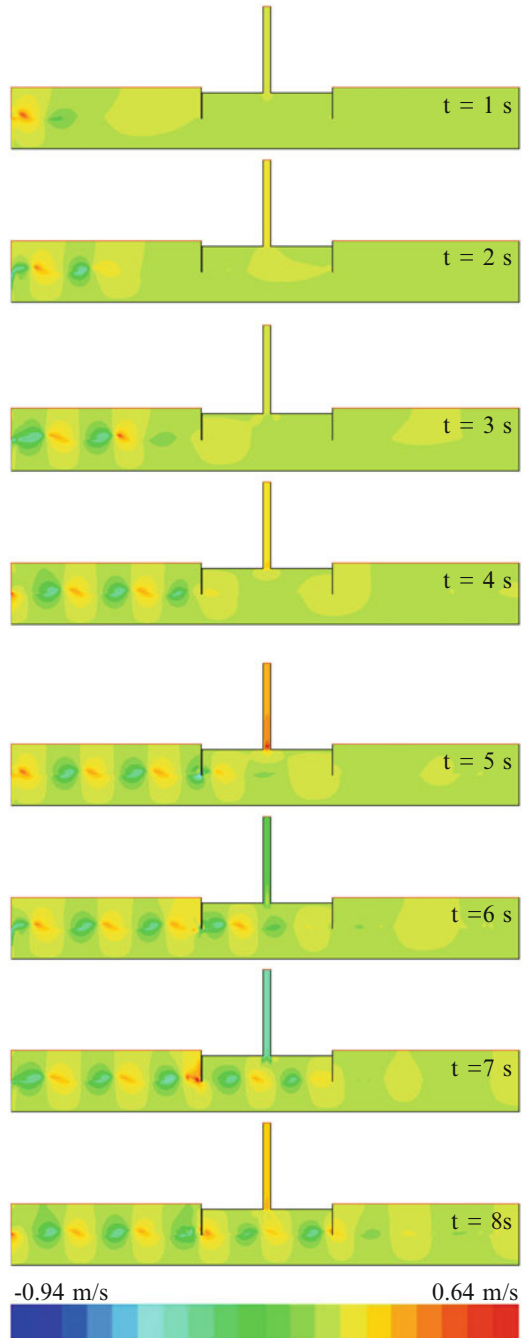 t = 1 s
t = 2 s
t = 3 s
t = 4 s
t = 5 s
t =6 s
t =7 s
t = 8s
-0.94 m/s 0.64 m/s